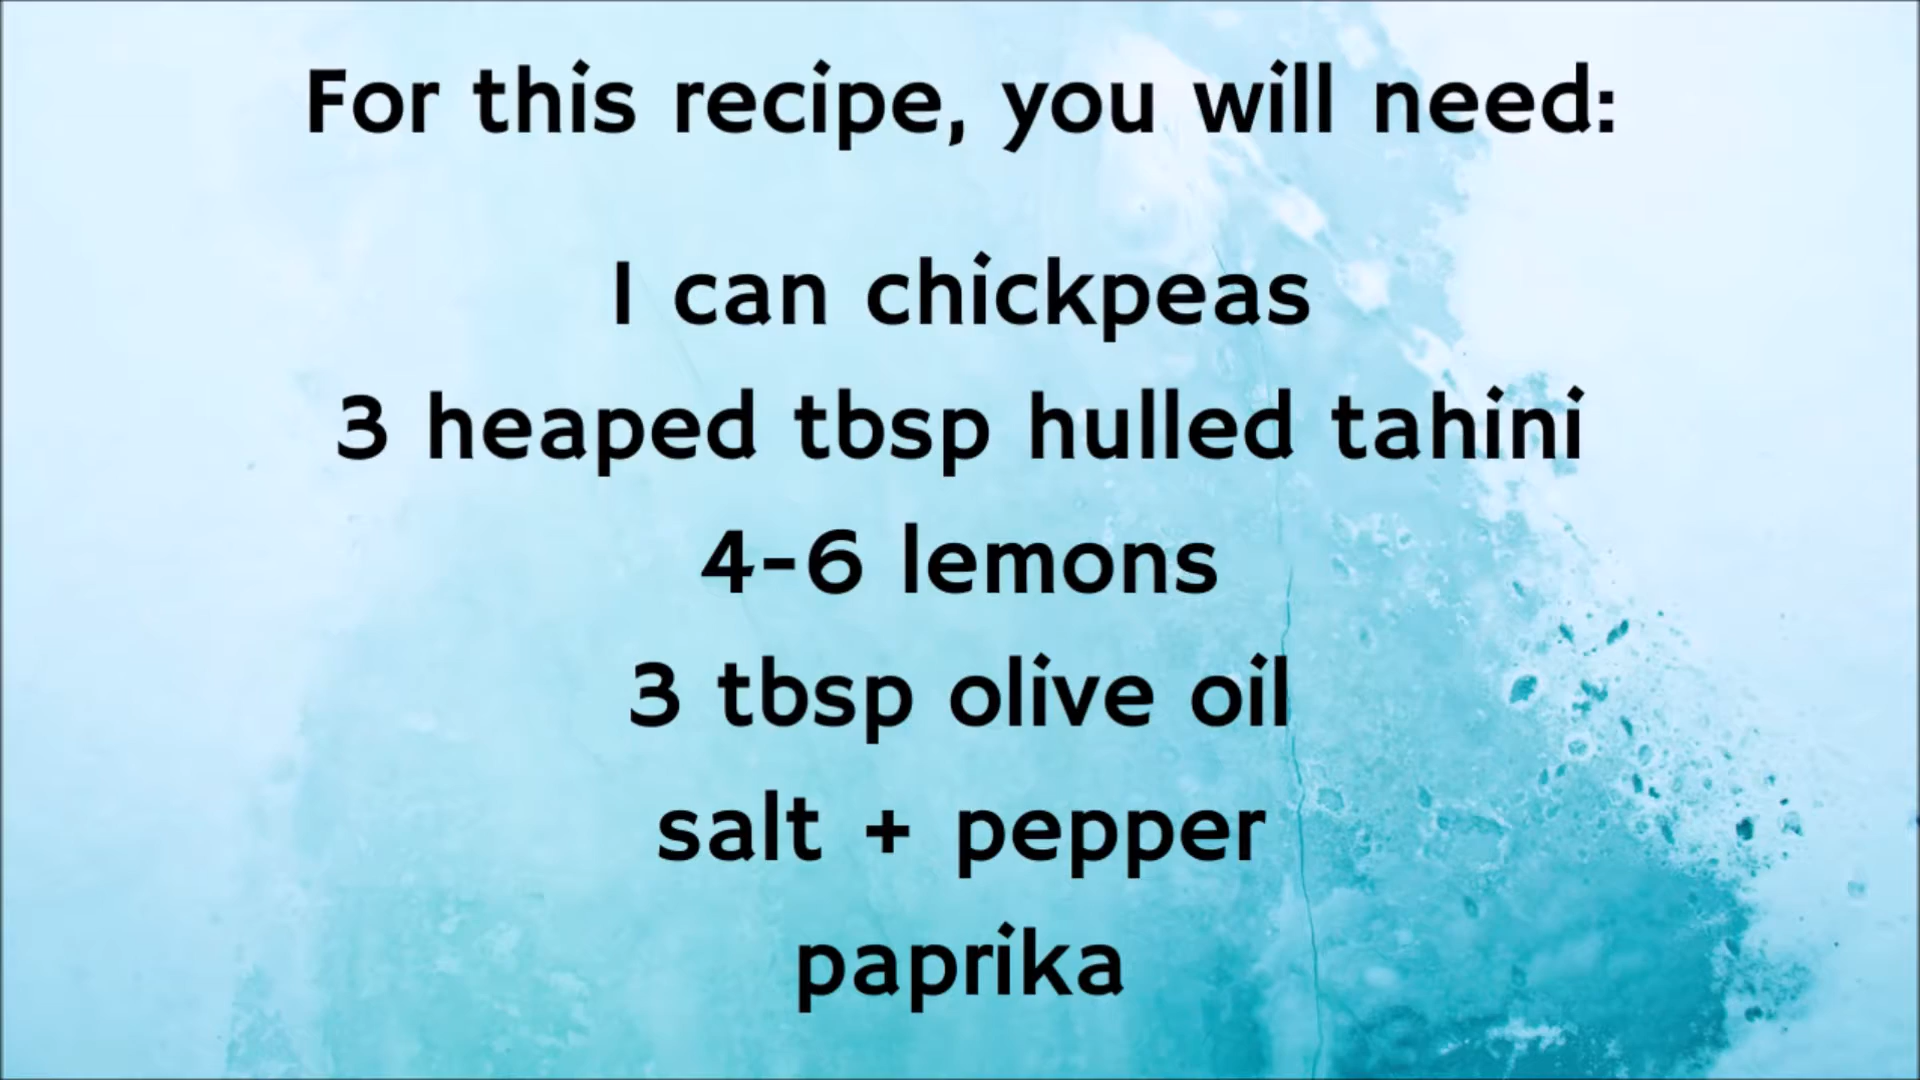 For this recipe, you will need:
1 can chickpeas
3 heaped tbsp hulled tahini
4-6 lemons
3 tbsp olive oil
salt + pepper
paprika